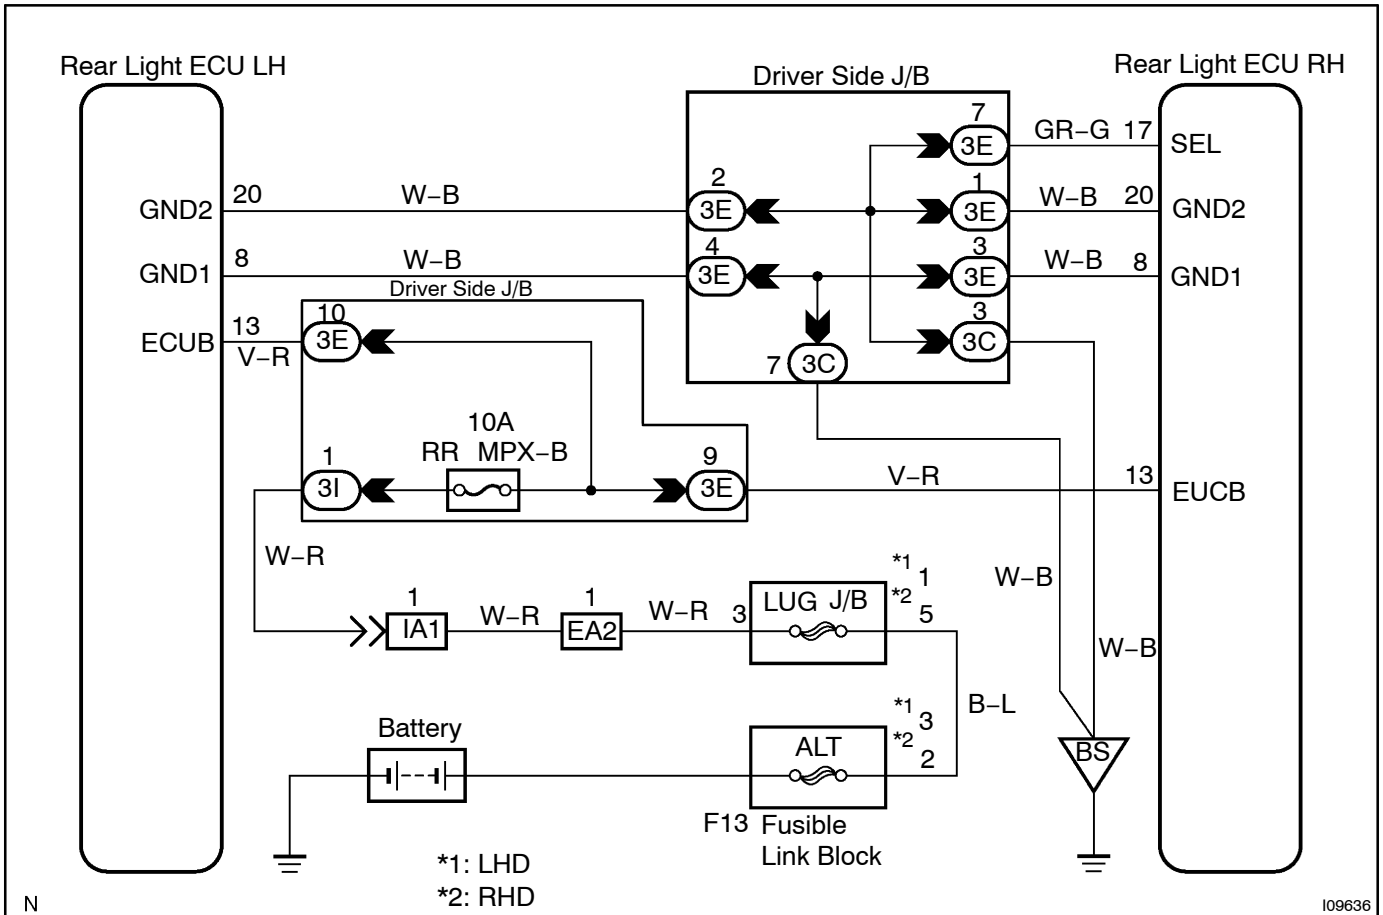 Rear Light ECU LH
Driver Side J/B
Rear Light ECU RH
7
3E
GR-G 17
SEL
GND2
20
W-B
2
3E
1
3E
W-B 20
GND2
GND1
8
W-B
4
3E
3
3E
W-B 8
GND1
Driver Side J/B
ECUB
13
V-R
10
3E
7 3C
3
3C
10A
RR MPX-B
1
3I
9
3E
V-R
13
EUCB
W-R
W-B
W-B
1
IA1
W-R
1
EA2
W-R
3
LUG J/B
*1 1
*2 5
B-L
Battery
ALT
*1 3
*2 2
BS
F13 Fusible
Link Block
*1: LHD
*2: RHD
N
I09636